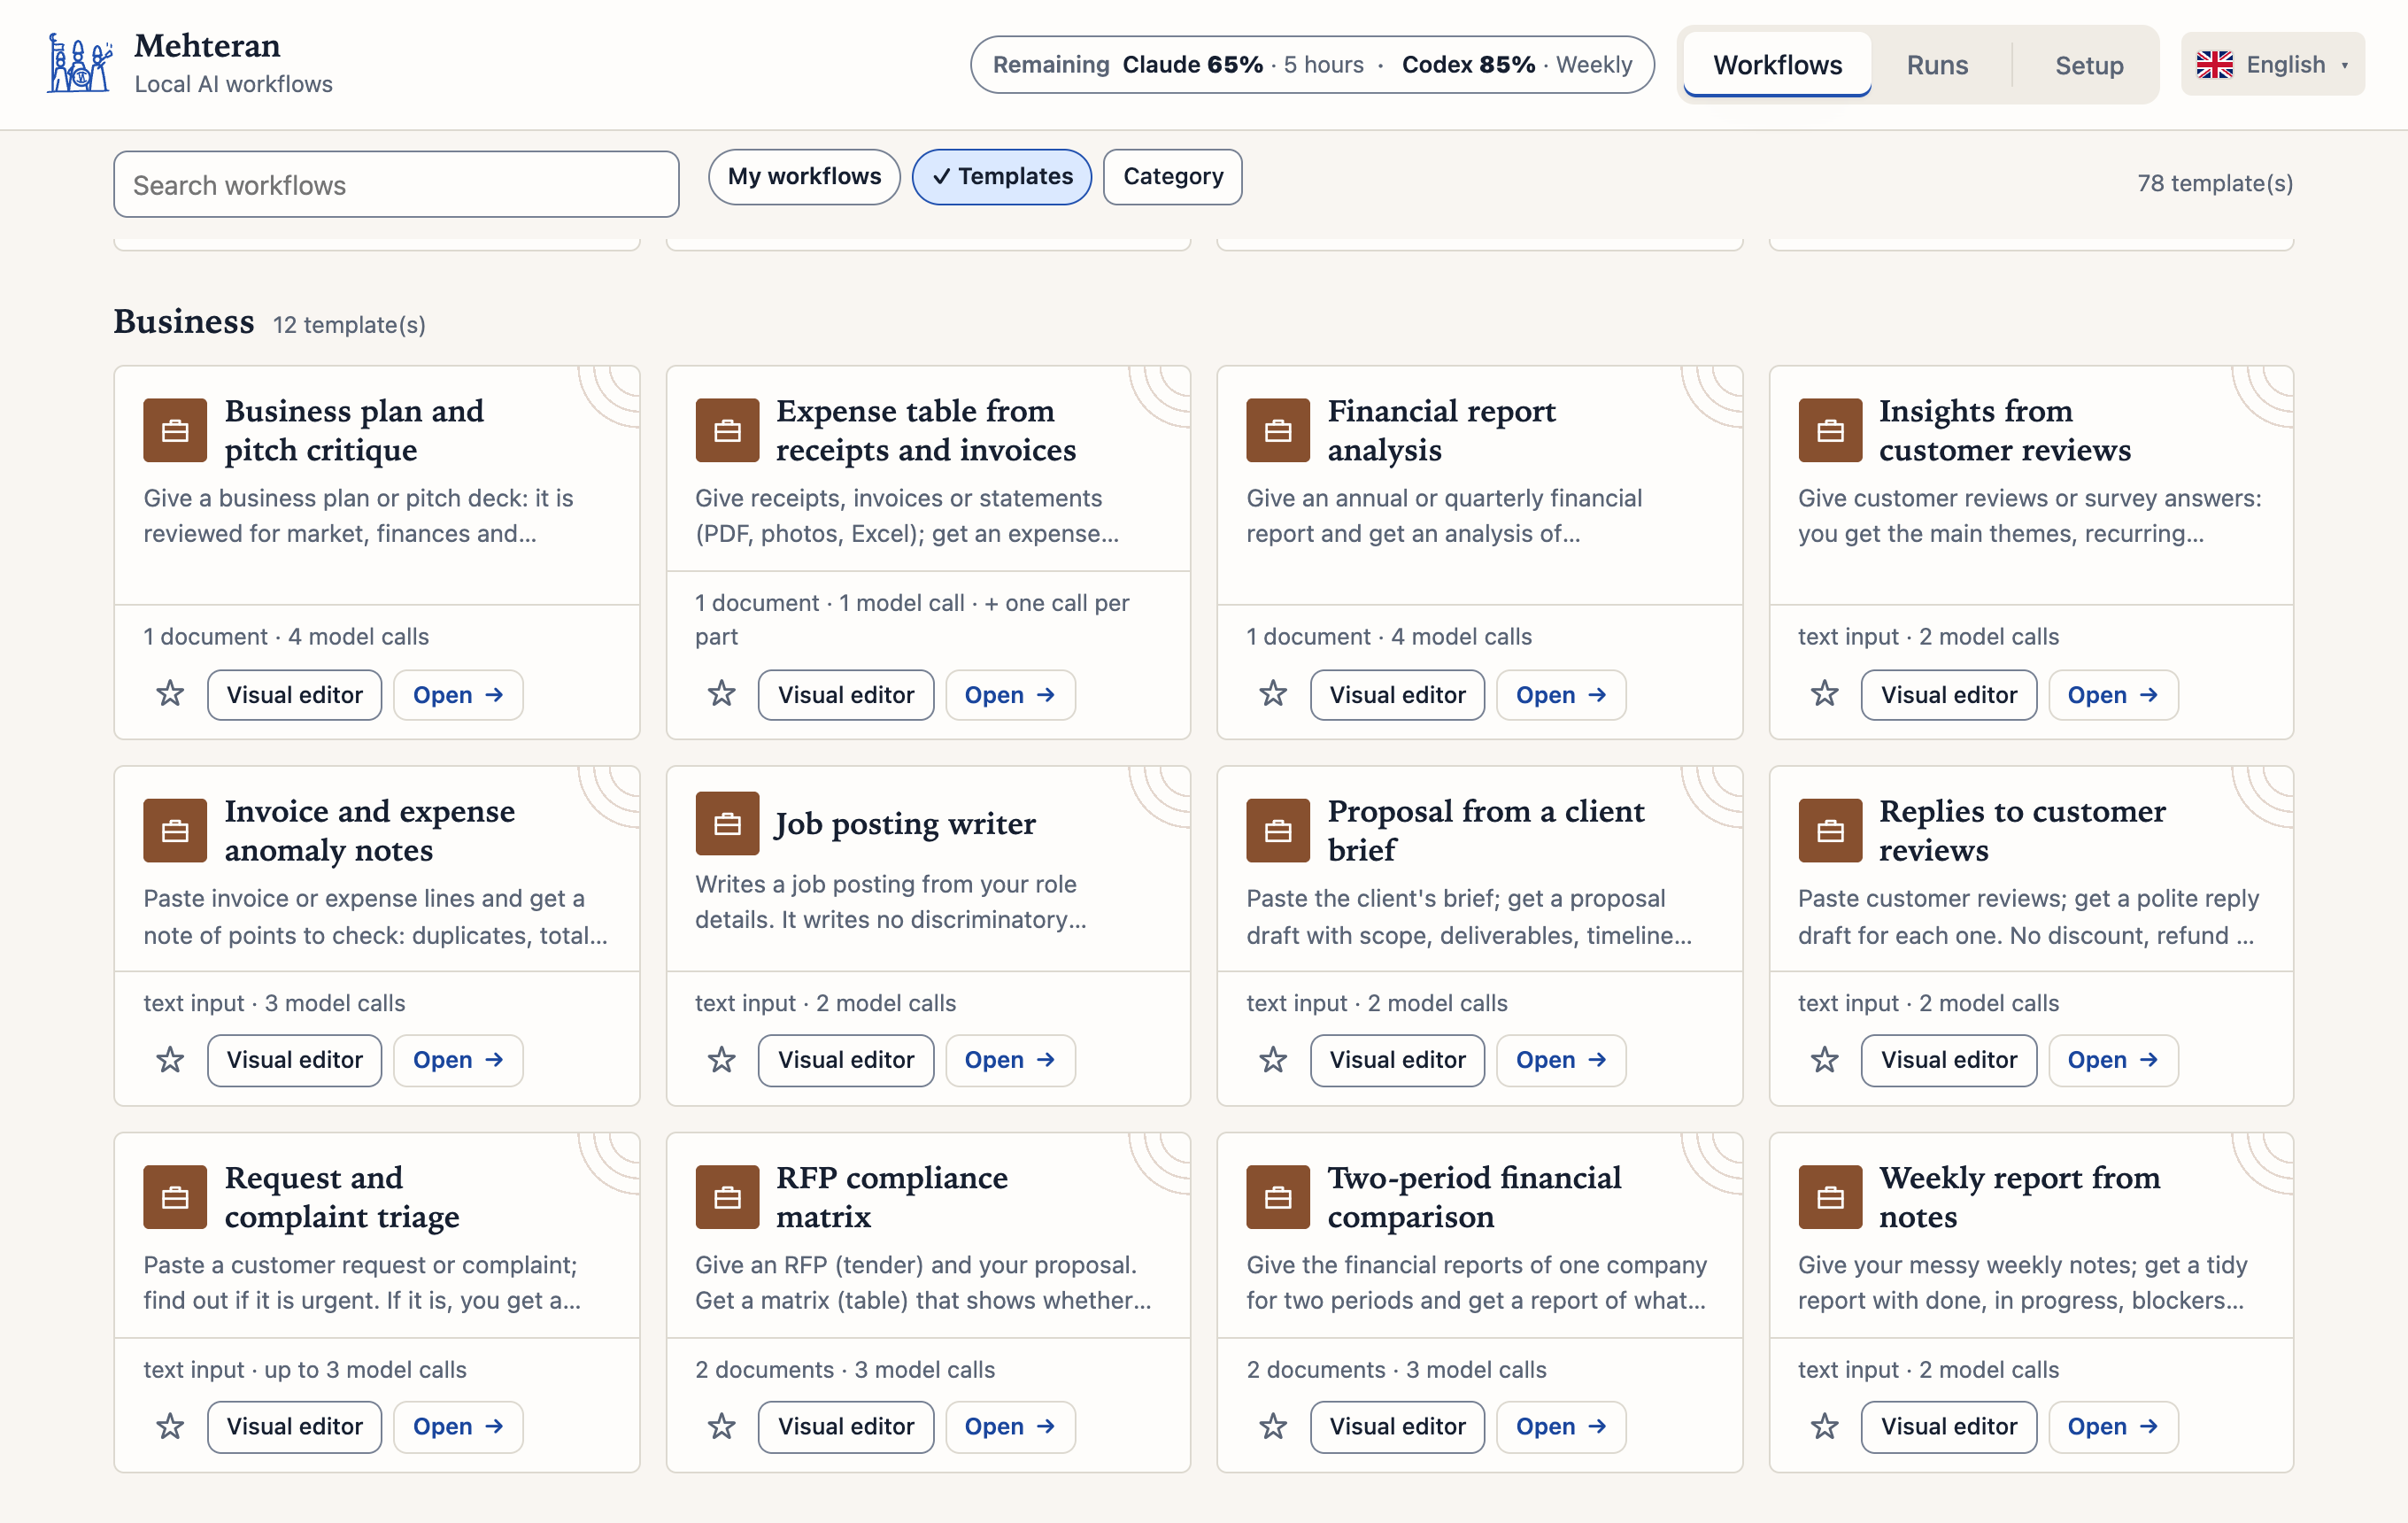 Mehteran
Local AI workflows
Remaining Claude 65% · 5 hours · Codex 85% · Weekly
Workflows
Runs
Setup
English
Search workflows
My workflows
✓ Templates
Category
78 template(s)
Business 12 template(s)
Business plan and
pitch critique
Give a business plan or pitch deck: it is
reviewed for market, finances and...
1 document · 4 model calls
Visual editor
Open →
Expense table from
receipts and invoices
Give receipts, invoices or statements
(PDF, photos, Excel); get an expense...
1 document · 1 model call · + one call per
part
Visual editor
Open →
Financial report
analysis
Give an annual or quarterly financial
report and get an analysis of...
1 document · 4 model calls
Visual editor
Open →
Insights from
customer reviews
Give customer reviews or survey answers:
you get the main themes, recurring...
text input · 2 model calls
Visual editor
Open →
Invoice and expense
anomaly notes
Paste invoice or expense lines and get a
note of points to check: duplicates, total...
text input · 3 model calls
Visual editor
Open →
Job posting writer
Writes a job posting from your role
details. It writes no discriminatory...
text input · 2 model calls
Visual editor
Open →
Proposal from a client
brief
Paste the client's brief; get a proposal
draft with scope, deliverables, timeline...
text input · 2 model calls
Visual editor
Open →
Replies to customer
reviews
Paste customer reviews; get a polite reply
draft for each one. No discount, refund ...
text input · 2 model calls
Visual editor
Open →
Request and
complaint triage
Paste a customer request or complaint;
find out if it is urgent. If it is, you get a...
text input · up to 3 model calls
Visual editor
Open →
RFP compliance
matrix
Give an RFP (tender) and your proposal.
Get a matrix (table) that shows whether...
2 documents · 3 model calls
Visual editor
Open →
Two-period financial
comparison
Give the financial reports of one company
for two periods and get a report of what...
2 documents · 3 model calls
Visual editor
Open →
Weekly report from
notes
Give your messy weekly notes; get a tidy
report with done, in progress, blockers...
text input · 2 model calls
Visual editor
Open →